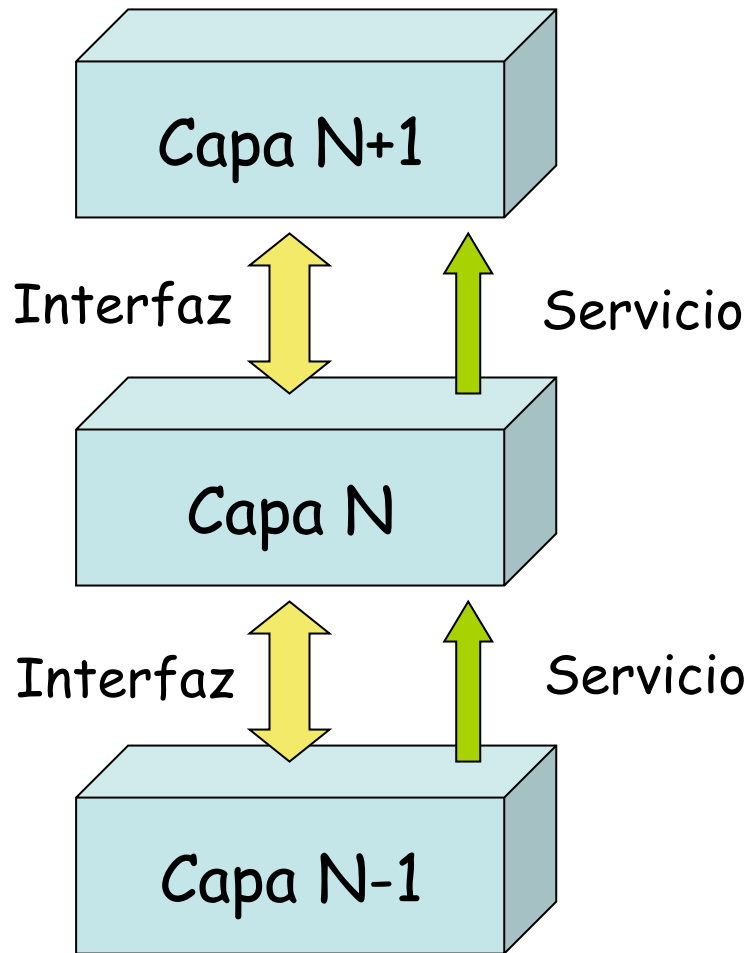 Capa N+1
Interfaz
Servicio
Capa N
Interfaz
Servicio
Capa N-1